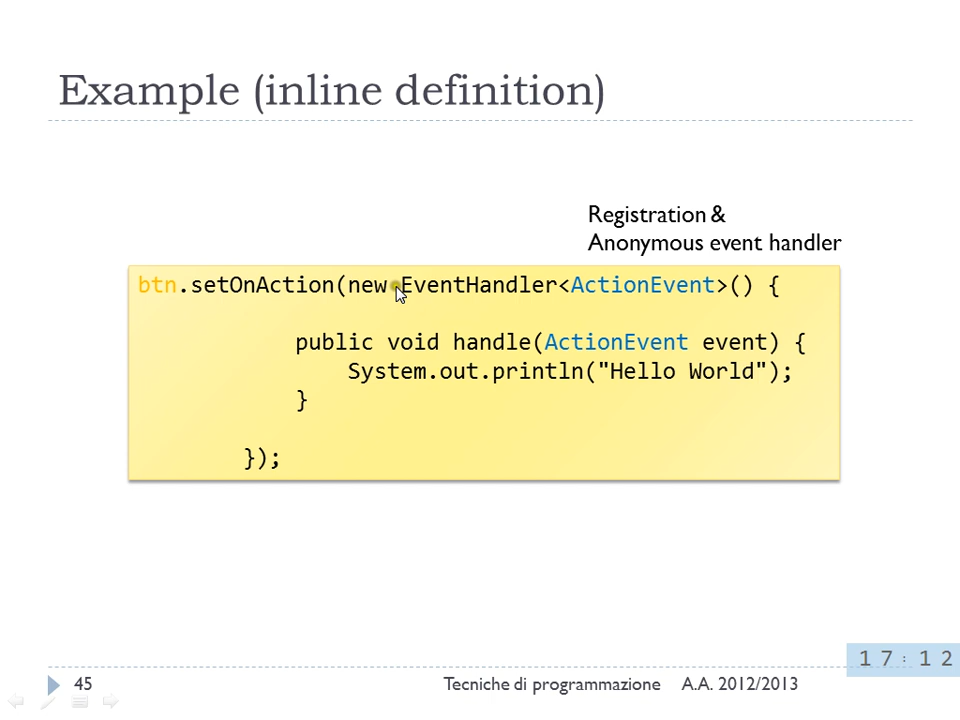 Example (inline definition)
Registration &
Anonymous event handler
btn.setOnAction(new EventHandler<ActionEvent>() {
public void handle(ActionEvent event) {
System.out.println("Hello World");
}
});
17:12
45 Tecniche di programmazione A.A. 2012/2013